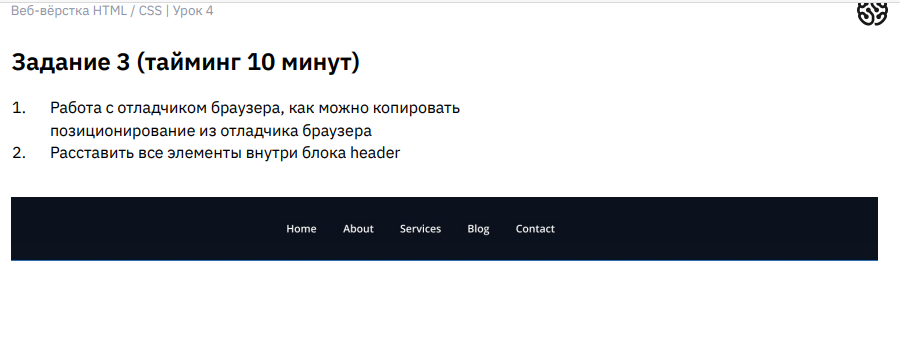 Веб-вёрстка HTML / CSS | Урок 4
Задание 3 (тайминг 10 минут)
1. Работа с отладчиком браузера, как можно копировать
позиционирование из отладчика браузера
2. Расставить все элементы внутри блока header
Home About Services Blog Contact